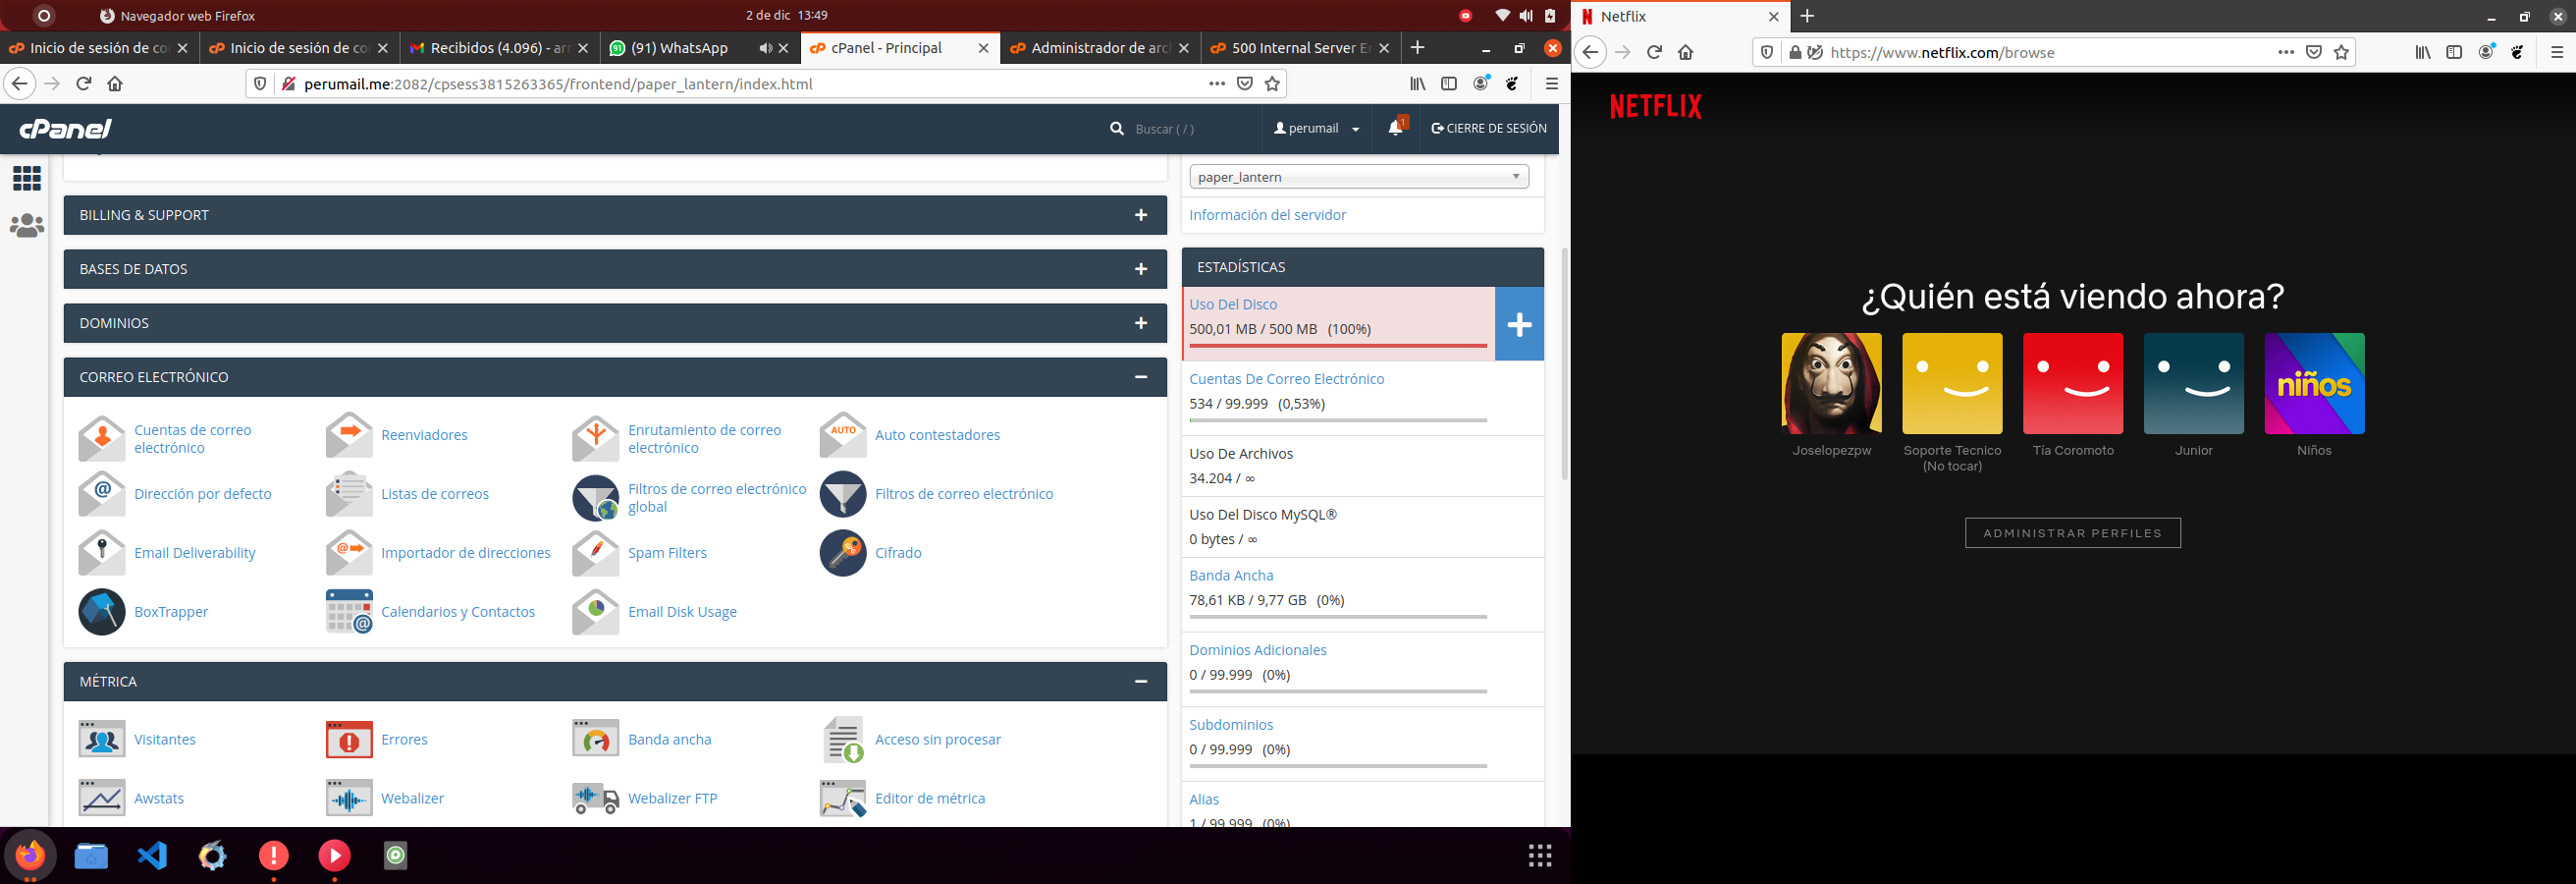 Navegador web Firefox
2 de dic 13:49
Inicio de sesión de co
Inicio de sesión de co
Recibidos (4.096) - ar
(91) WhatsApp
cPanel - Principal
Administrador de arc
500 Internal Server E
perumail.me:2082/cpsess3815263365/frontend/paper_lantern/index.html
cPanel
Buscar ( / )
perumail
1
CIERRE DE SESIÓN
BILLING & SUPPORT
BASES DE DATOS
DOMINIOS
CORREO ELECTRÓNICO
Cuentas de correo
electrónico
Reenviadores
Enrutamiento de correo
electrónico
AUTO
Auto contestadores
Dirección por defecto
Listas de correos
Filtros de correo electrónico
global
Filtros de correo electrónico
Email Deliverability
Importador de direcciones
Spam Filters
Cifrado
BoxTrapper
Calendarios y Contactos
Email Disk Usage
MÉTRICA
Visitantes
Errores
Banda ancha
Acceso sin procesar
Awstats
Webalizer
Webalizer FTP
Editor de métrica
paper_lantern
Información del servidor
ESTADÍSTICAS
Uso Del Disco
500,01 MB / 500 MB (100%)
Cuentas De Correo Electrónico
534 / 99.999 (0,53%)
Uso De Archivos
34.204 / ∞
Uso Del Disco MySQL®
0 bytes / ∞
Banda Ancha
78,61 KB / 9,77 GB (0%)
Dominios Adicionales
0 / 99.999 (0%)
Subdominios
0 / 99.999 (0%)
Alias
1 / 99.999 (0%)
Netflix
https://www.netflix.com/browse
NETFLIX
¿Quién está viendo ahora?
niños
Joselopezpw
Soporte Tecnico
(No tocar)
Tía Coromoto
Junior
Niños
ADMINISTRAR PERFILES